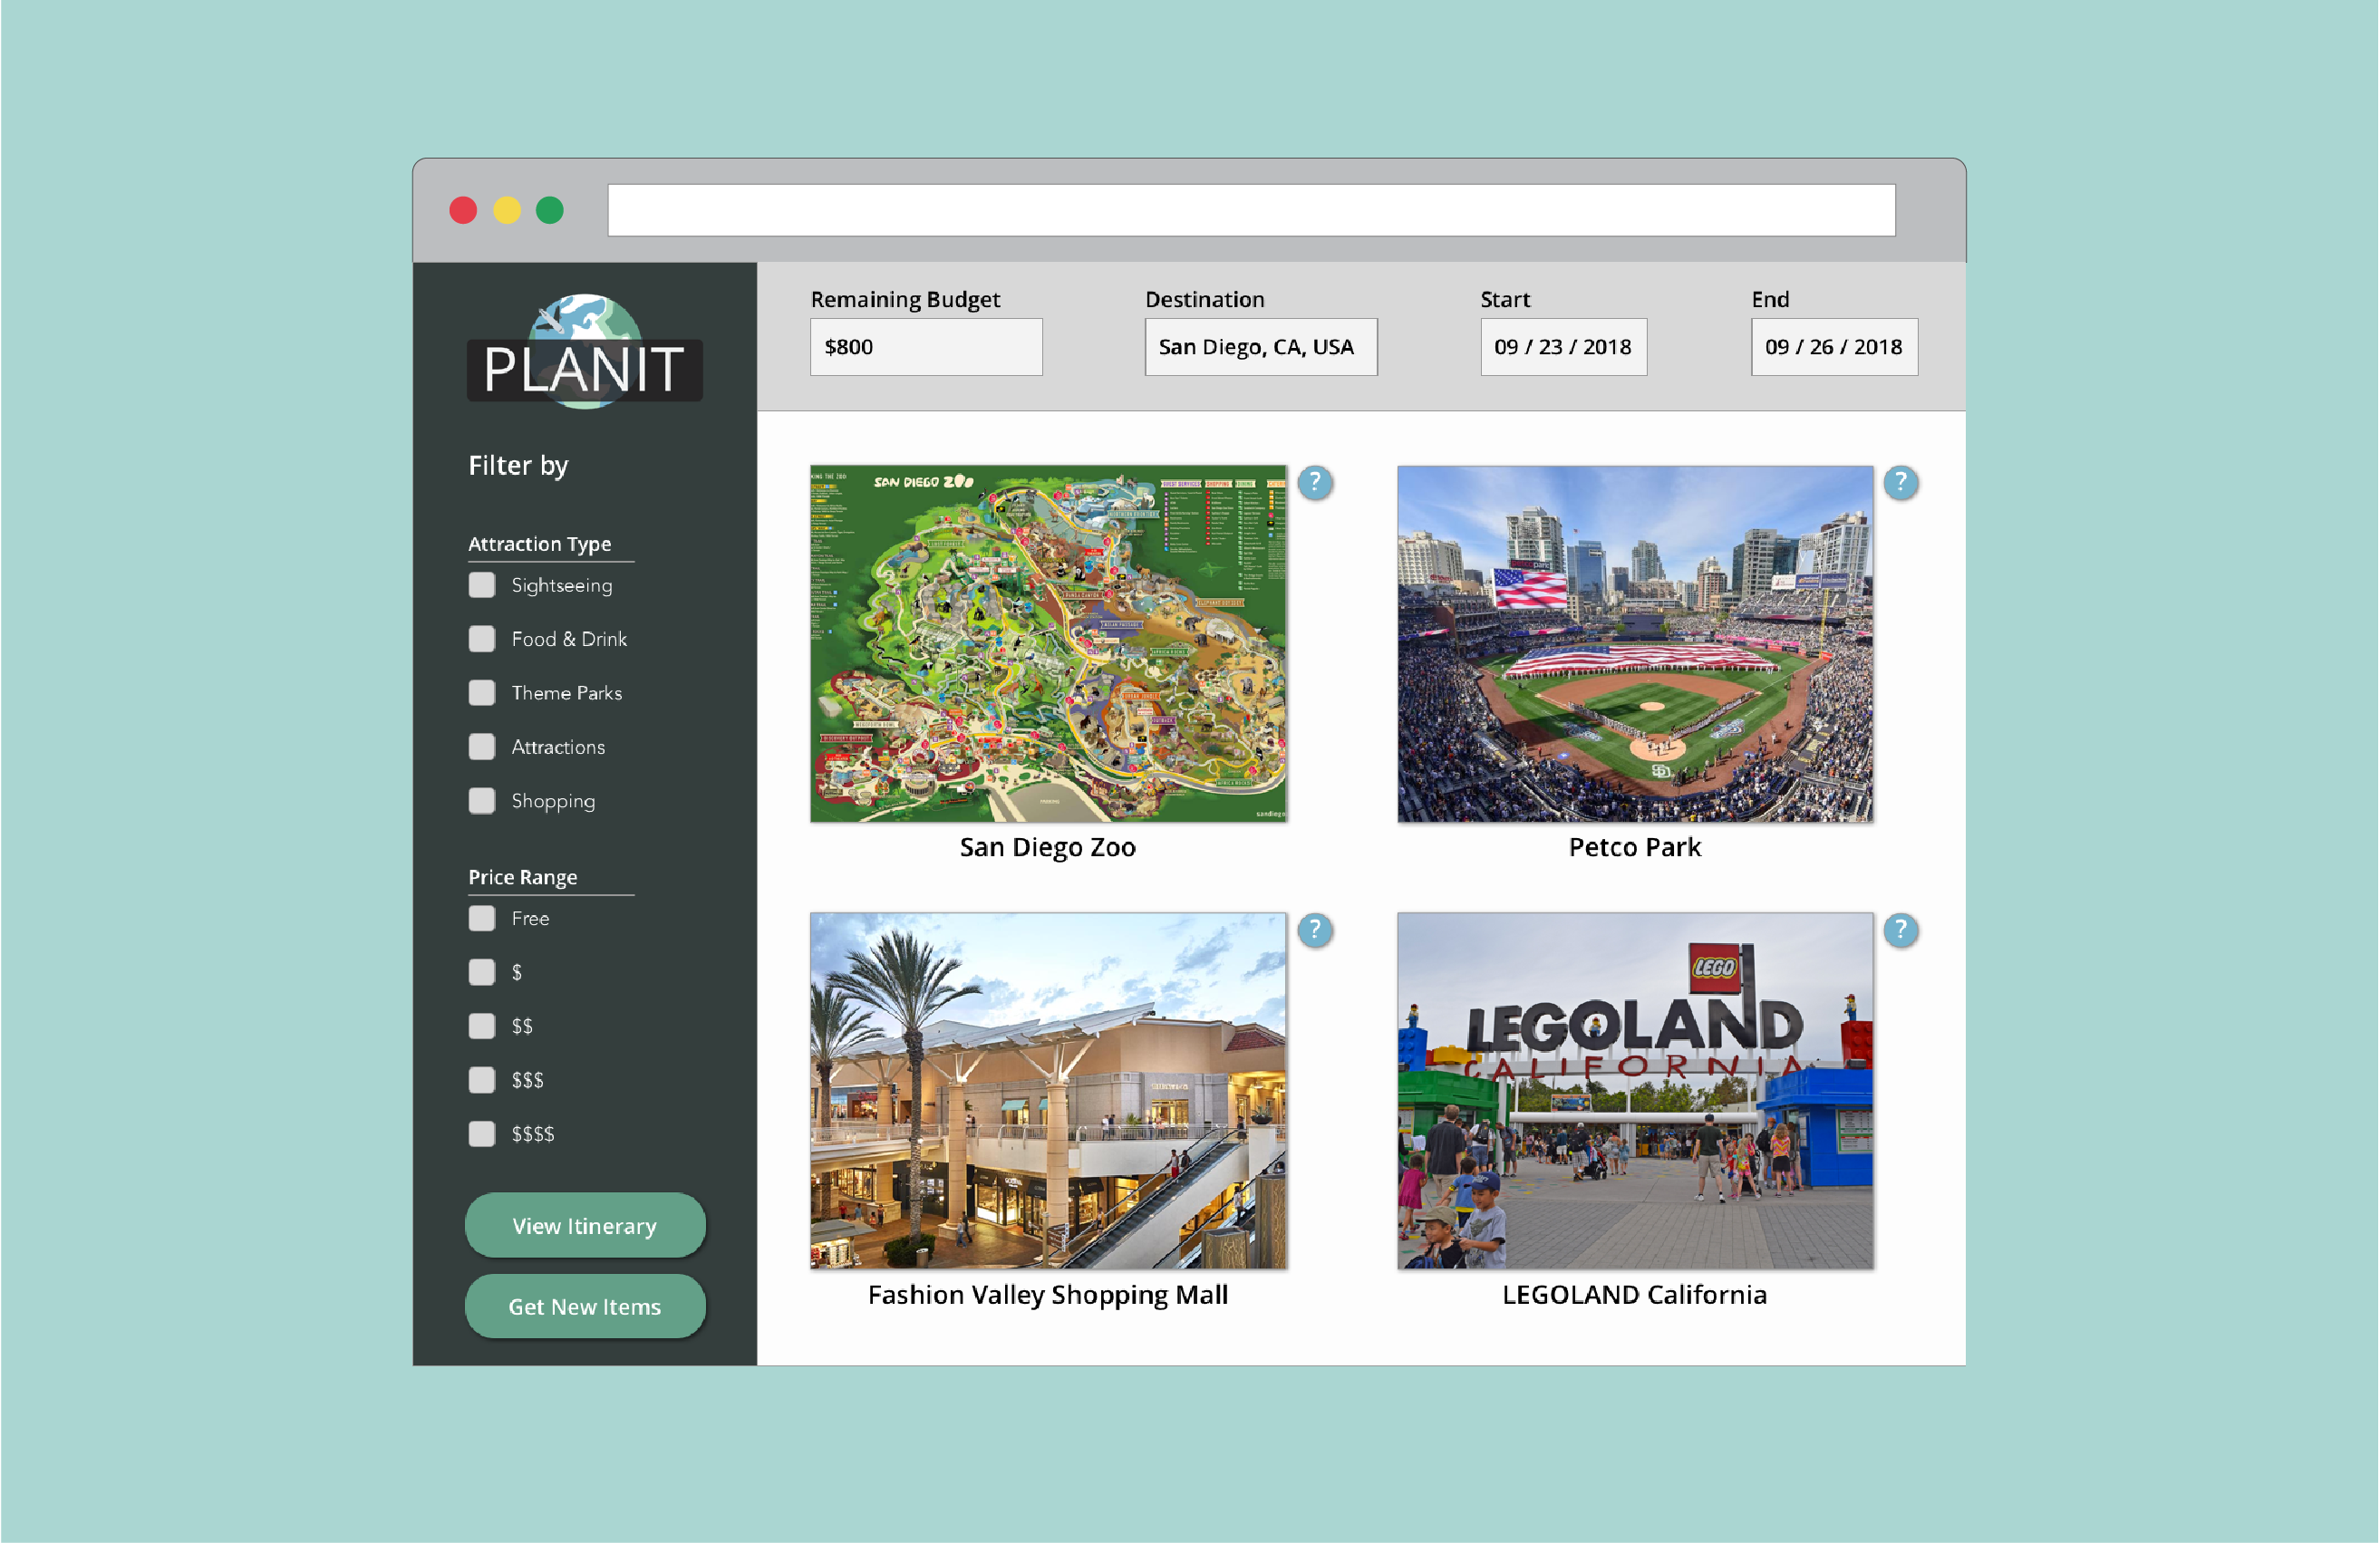 PLANIT
Filter by
Attraction Type
Sightseeing
Food & Drink
Theme Parks
Attractions
Shopping
Price Range
Free
$
$$
$$$
$$$$
View Itinerary
Get New Items
Remaining Budget
$800
Destination
San Diego, CA, USA
Start
09 / 23 / 2018
End
09 / 26 / 2018
SAN DIEGO ZOO
?
San Diego Zoo
?
Petco Park
?
Fashion Valley Shopping Mall
LEGO
LEGOLAND
CALIFORNIA
?
LEGOLAND California